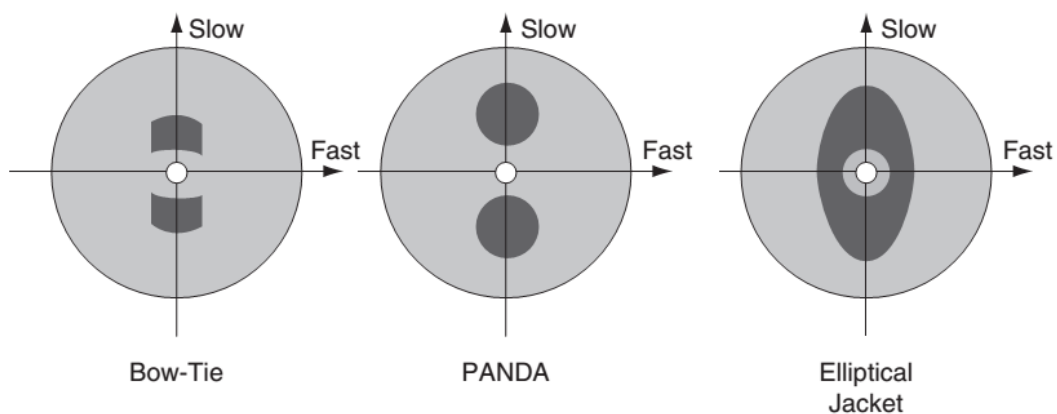 Slow
Fast
Bow-Tie
Slow
Fast
PANDA
Slow
Fast
Elliptical
Jacket